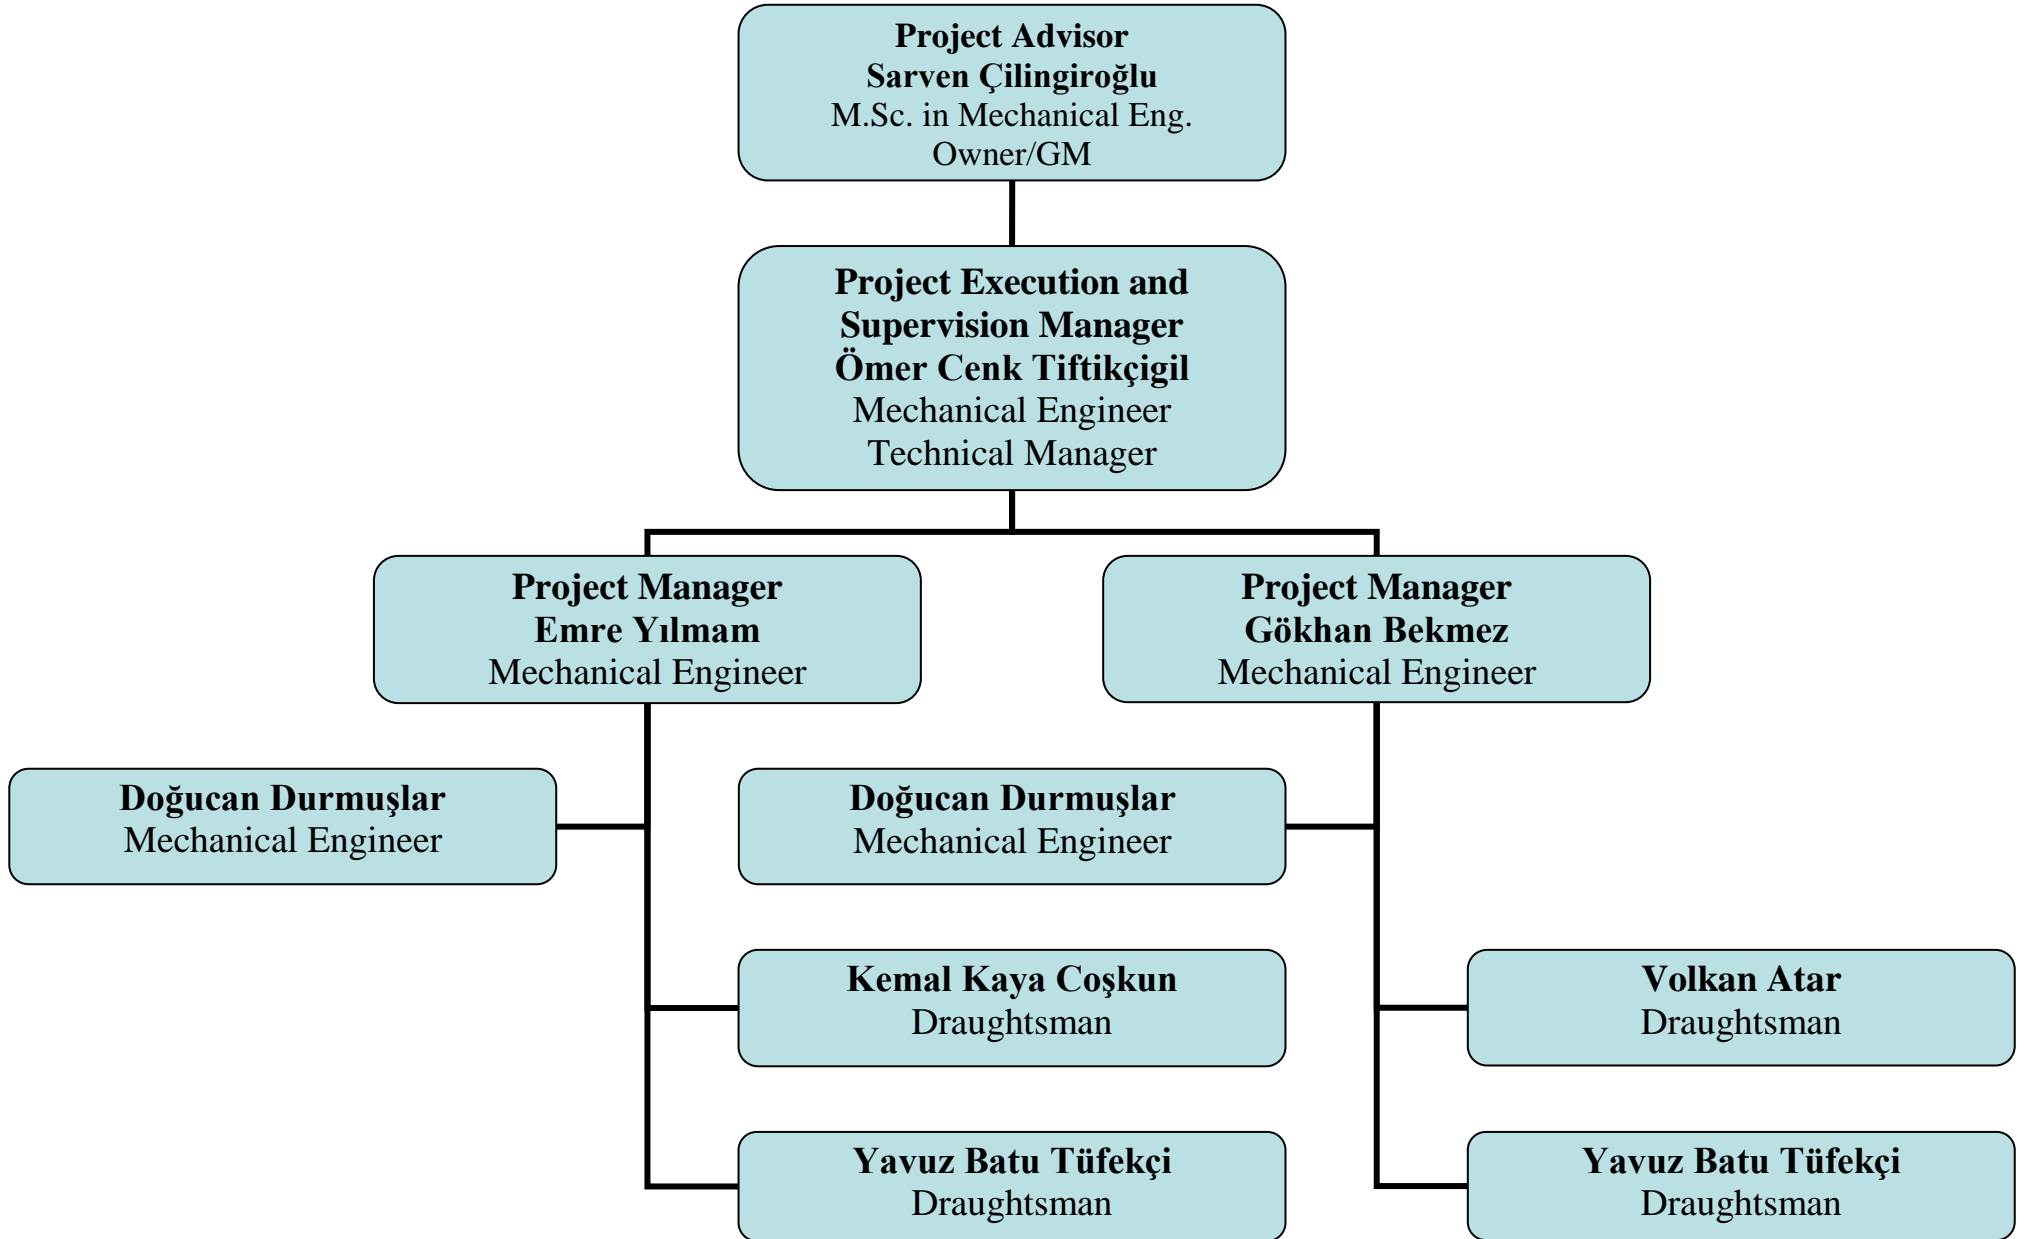 Project Advisor
Sarven Çilingiroğlu
M.Sc. in Mechanical Eng.
Owner/GM
Project Execution and
Supervision Manager
Ömer Cenk Tiftikçigil
Mechanical Engineer
Technical Manager
Project Manager
Emre Yılmam
Mechanical Engineer
Project Manager
Gökhan Bekmez
Mechanical Engineer
Doğucan Durmuşlar
Mechanical Engineer
Doğucan Durmuşlar
Mechanical Engineer
Kemal Kaya Coşkun
Draughtsman
Volkan Atar
Draughtsman
Yavuz Batu Tüfekçi
Draughtsman
Yavuz Batu Tüfekçi
Draughtsman